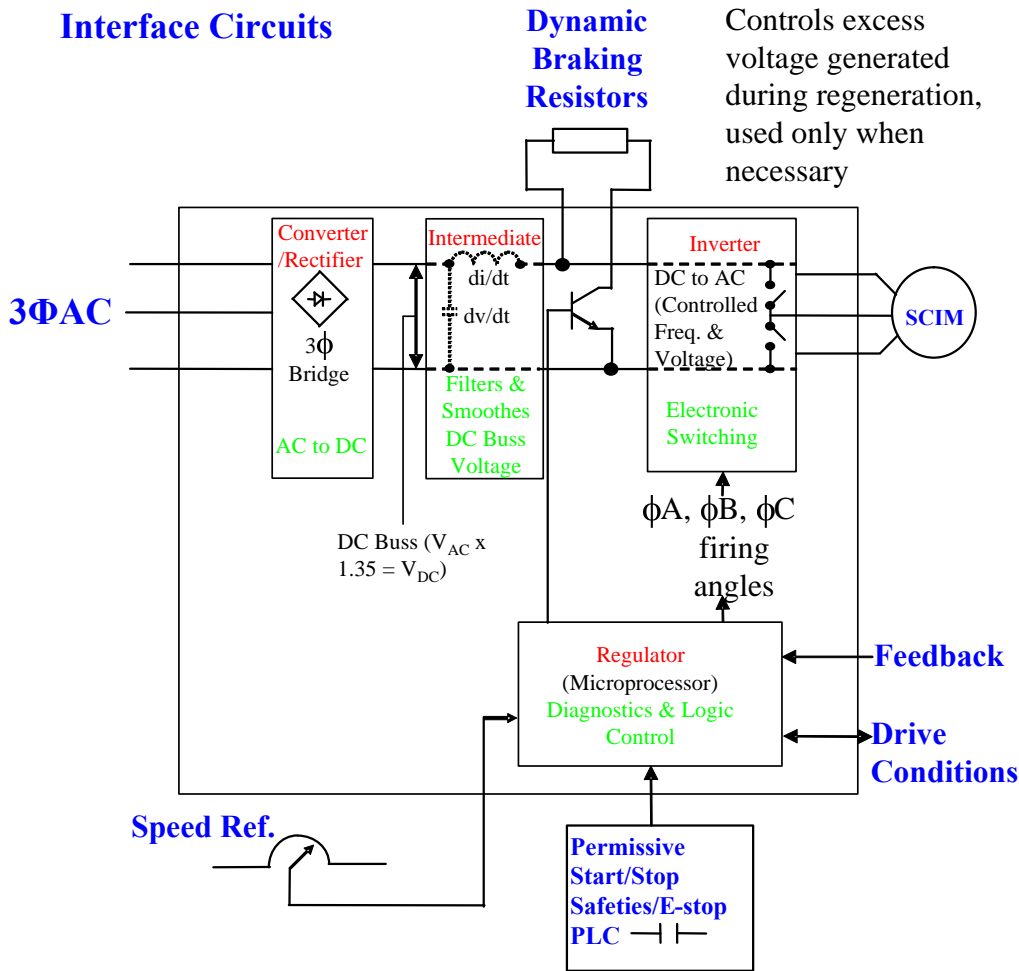 Interface Circuits
Dynamic
Braking
Resistors
Controls excess
voltage generated
during regeneration,
used only when
necessary
3ΦAC
Converter
/Rectifier
3ϕ
Bridge
AC to DC
Intermediate
di/dt
dv/dt
Filters &
Smoothes
DC Buss
Voltage
Inverter
DC to AC
(Controlled
Freq. &
Voltage)
Electronic
Switching
SCIM
DC Buss (V_AC x
1.35 = V_DC)
ϕA, ϕB, ϕC
firing
angles
Regulator
(Microprocessor)
Diagnostics & Logic
Control
Feedback
Drive
Conditions
Speed Ref.
Permissive
Start/Stop
Safeties/E-stop
PLC